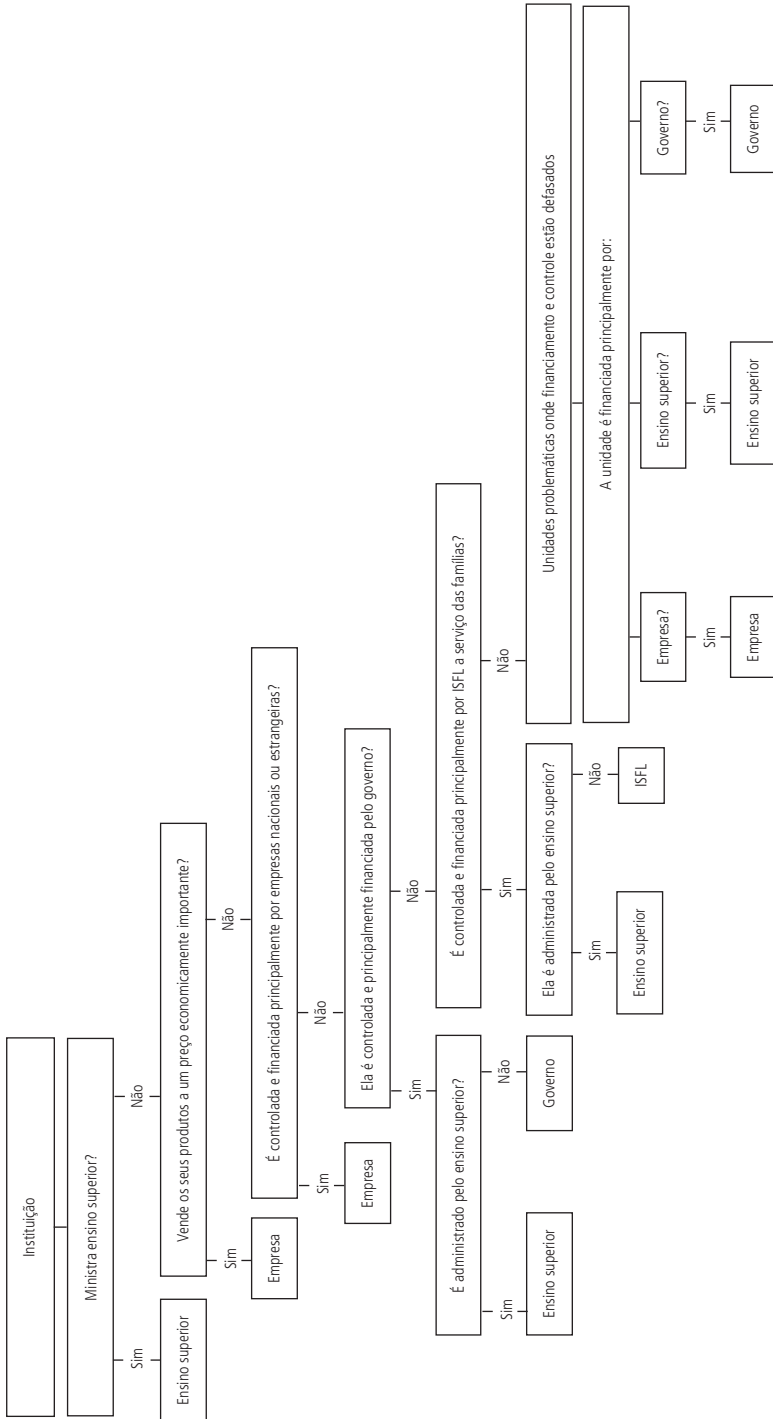 Instituição
Ministra ensino superior?
Sim
Não
Ensino superior
Vende os seus produtos a um preço economicamente importante?
Sim
Não
Empresa
É controlada e financiada principalmente por empresas nacionais ou estrangeiras?
Sim
Não
Empresa
Ela é controlada e principalmente financiada pelo governo?
Sim
Não
É administrado pelo ensino superior?
É controlada e financiada principalmente por ISFL a serviço das famílias?
Sim
Não
Sim
Não
Ensino superior
Governo
Ela é administrada pelo ensino superior?
Unidades problemáticas onde financiamento e controle estão defasados
Sim
Não
A unidade é financiada principalmente por:
Ensino superior
ISFL
Empresa?
Ensino superior?
Governo?
Sim
Sim
Sim
Empresa
Ensino superior
Governo